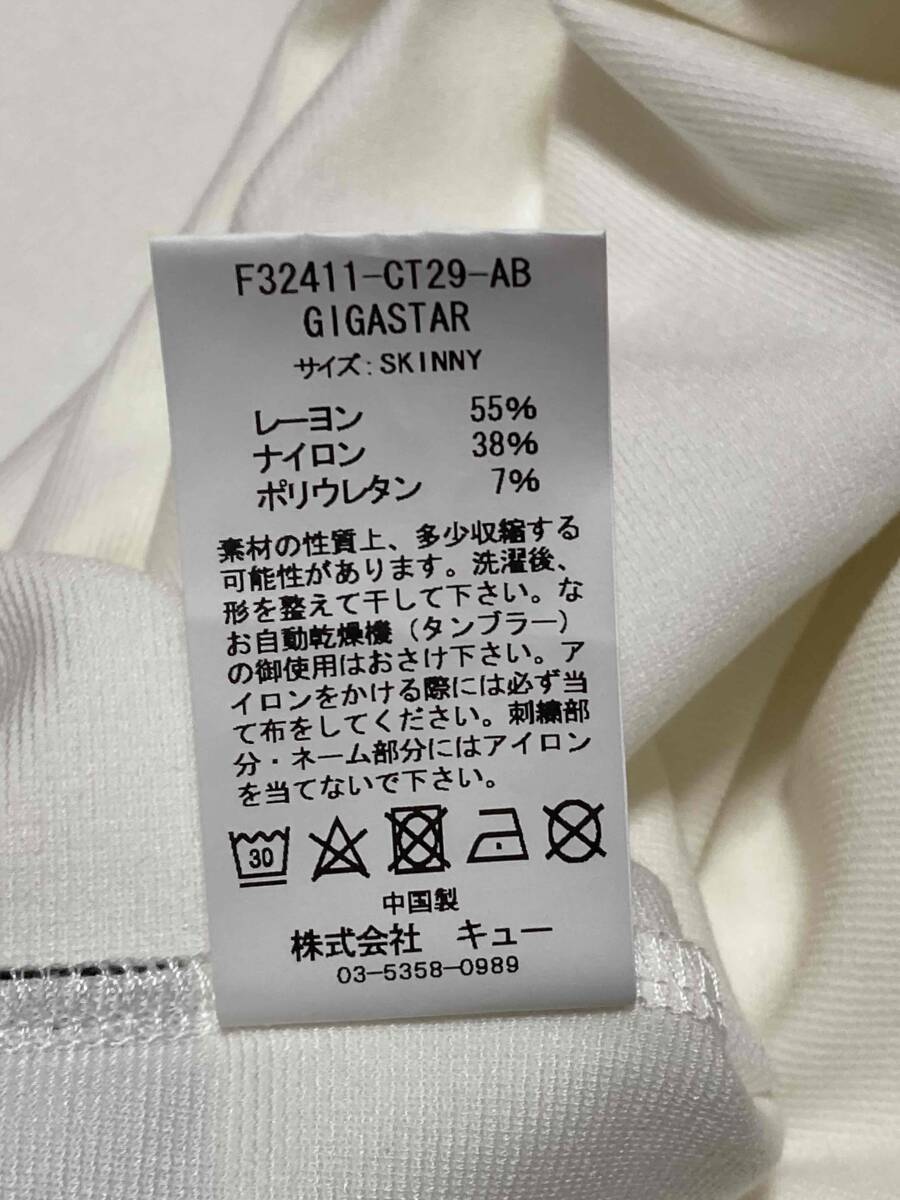 F32411-CT29-AB
GIGASTAR
サイズ: SKINNY
レーヨン 55%
ナイロン 38%
ポリウレタン 7%
素材の性質上、多少収縮する
可能性があります。洗濯後、
形を整えて干して下さい。な
お自動乾燥機（タンブラー）
の御使用はおさけ下さい。ア
イロンをかける際には必ず当
て布をしてください。刺繍部
分・ネーム部分にはアイロン
を当てないで下さい。
30
中国製
株式会社 キュー
03-5358-0989